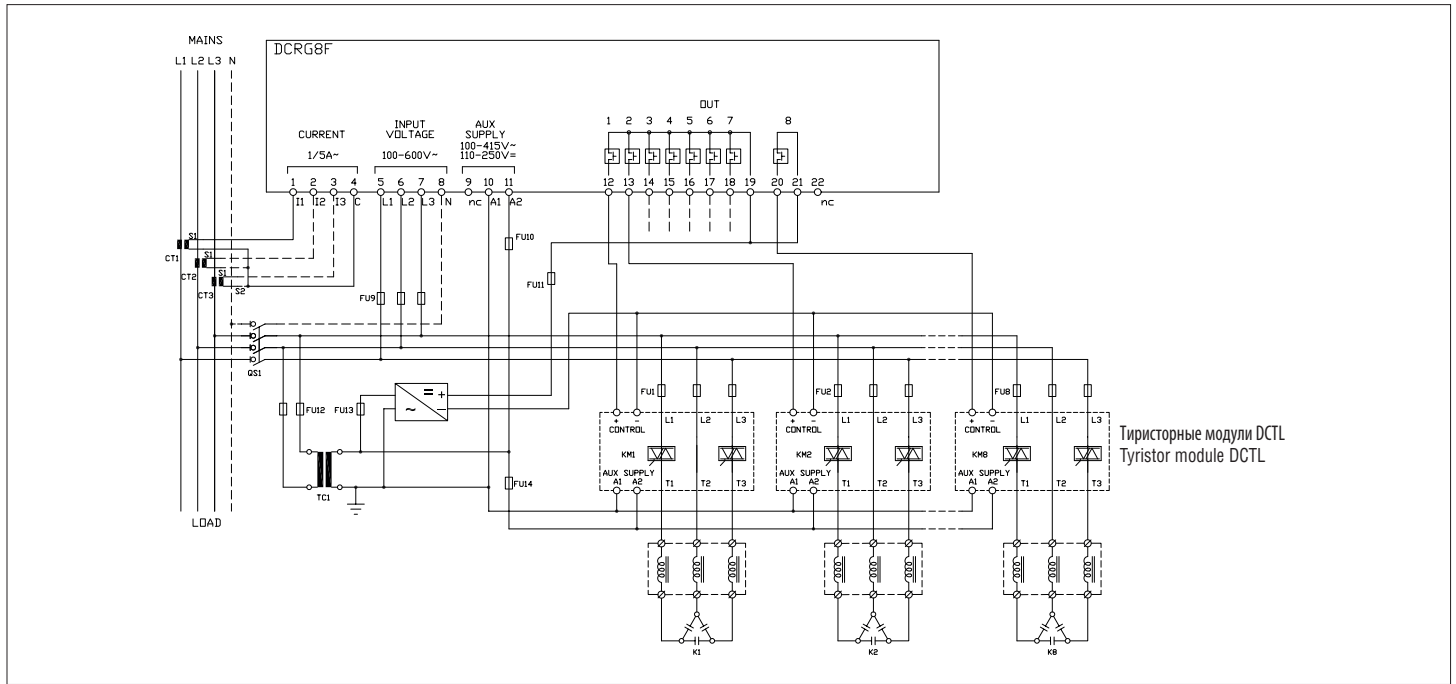 MAINS
L1 L2 L3 N
DCRG8F
OUT
1 2 3 4 5 6 7 8
CURRENT
1/5A~
INPUT
VOLTAGE
100-600V~
AUX
SUPPLY
100-415V~
110-250V=
1 2 3 4 5 6 7 8 9 10 11 12 13 14 15 16 17 18 19 20 21 22
I1 I2 I3 C L1 L2 L3 N nc A1 A2 nc
S1
CT1
S1
CT2
S1
CT3
S2
FU10
FU11
FU9
QS1
FU12
FU13
= +
~ −
FU1
FU2
FU8
+ − L1 L2 L3
CONTROL
KM1
AUX SUPPLY
A1 A2 T1 T2 T3
+ − L1 L2 L3
CONTROL
KM2
AUX SUPPLY
A1 A2 T1 T2 T3
+ − L1 L2 L3
CONTROL
KM8
AUX SUPPLY
A1 A2 T1 T2 T3
Тиристорные модули DCTL
Tyristor module DCTL
TC1
FU14
LOAD
K1
K2
K8